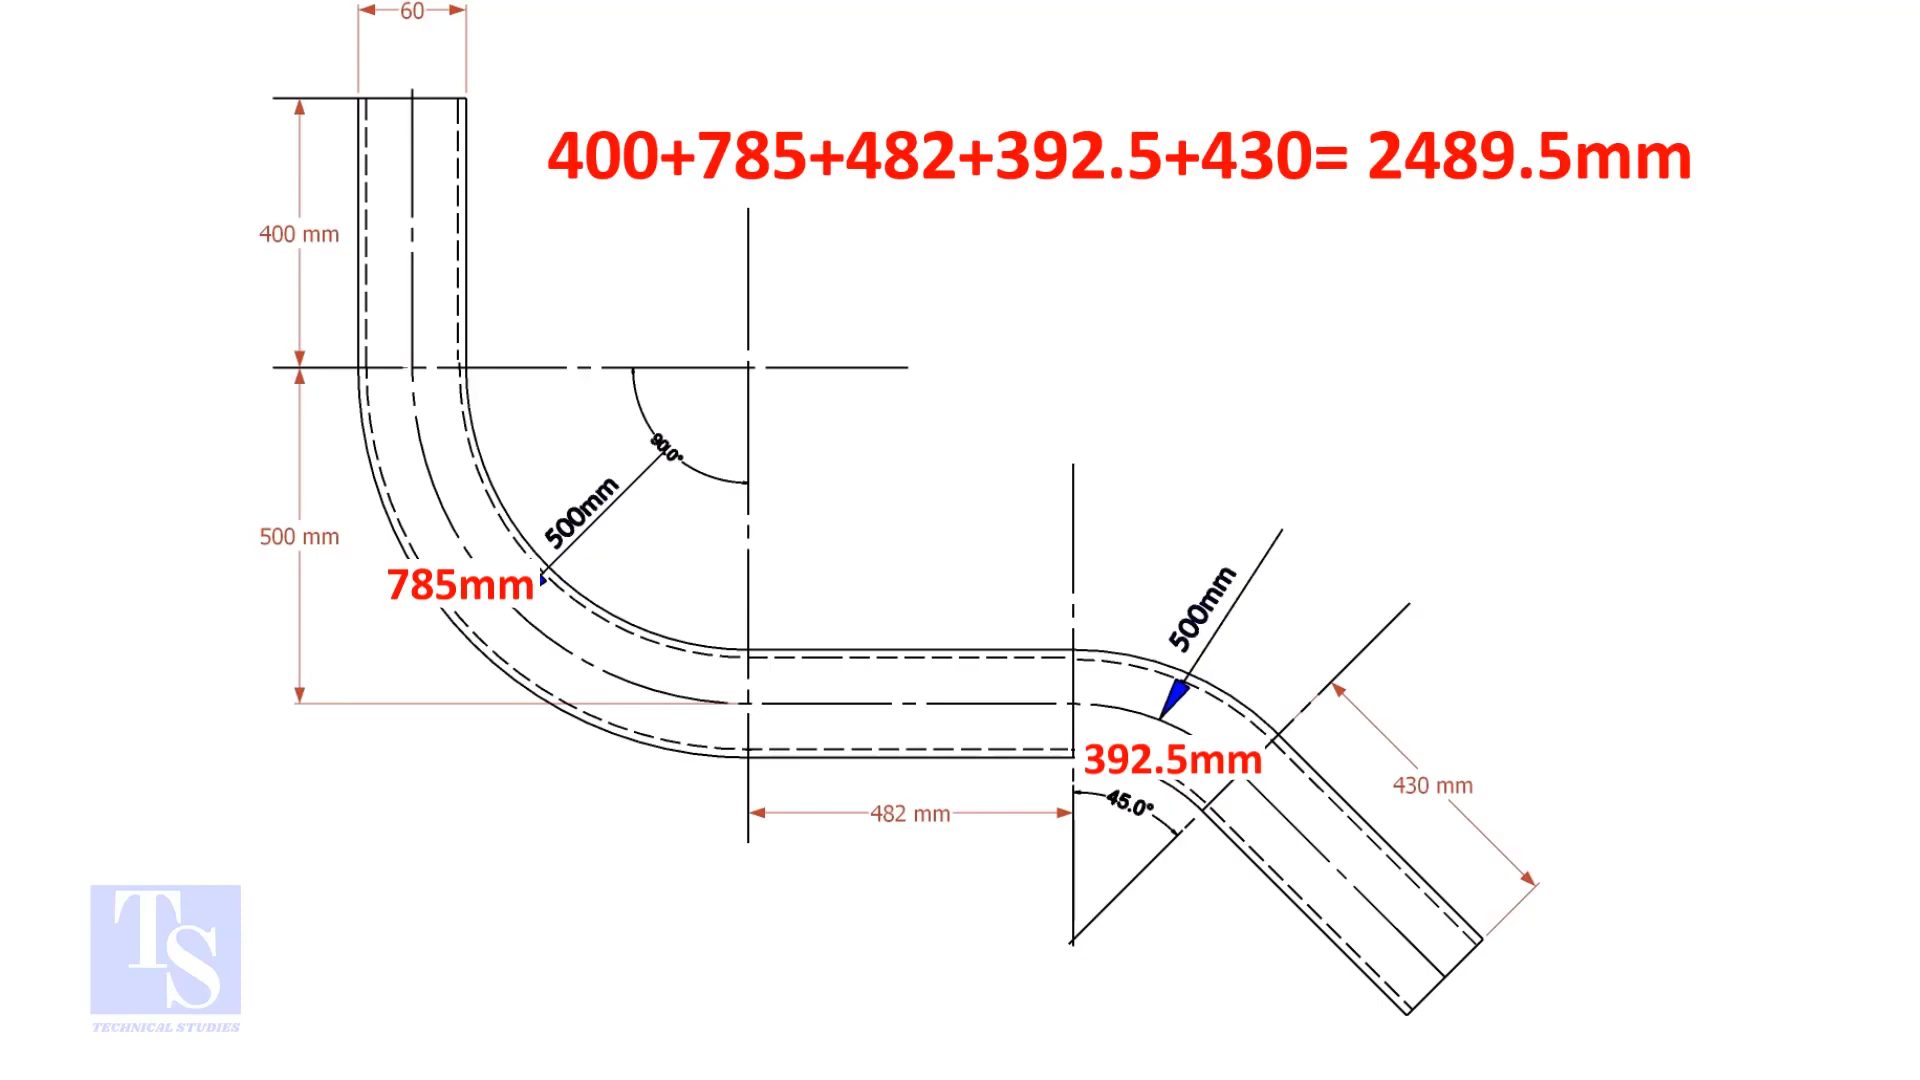 60
400+785+482+392.5+430= 2489.5mm
400 mm
90.0°
500mm
500 mm
785mm
500mm
392.5mm
430 mm
45.0°
482 mm
TS
TECHNICAL STUDIES